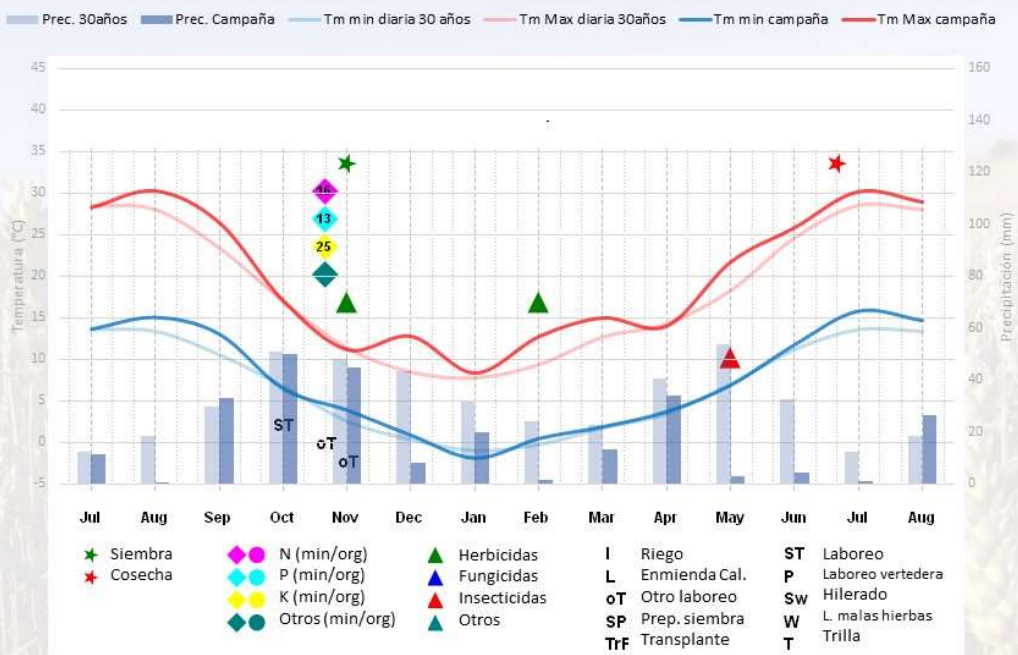 Prec. 30años Prec. Campaña Tm min diaria 30 años Tm Max diaria 30años Tm min campaña Tm Max campaña
45 160
40 140
35 120
30 100
25 80
20 60
15 40
10 20
5 0
0
-5
Temperatura (°C)
Precipitación (mm)
16
13
25
ST
oT
oT
Jul Aug Sep Oct Nov Dec Jan Feb Mar Apr May Jun Jul Aug
Siembra N (min/org) Herbicidas I Riego ST Laboreo
Cosecha P (min/org) Fungicidas L Enmienda Cal. P Laboreo vertedera
K (min/org) Insecticidas oT Otro laboreo Sw Hilerado
Otros (min/org) Otros SP Prep. siembra W L. malas hierbas
TrF Transplante T Trilla